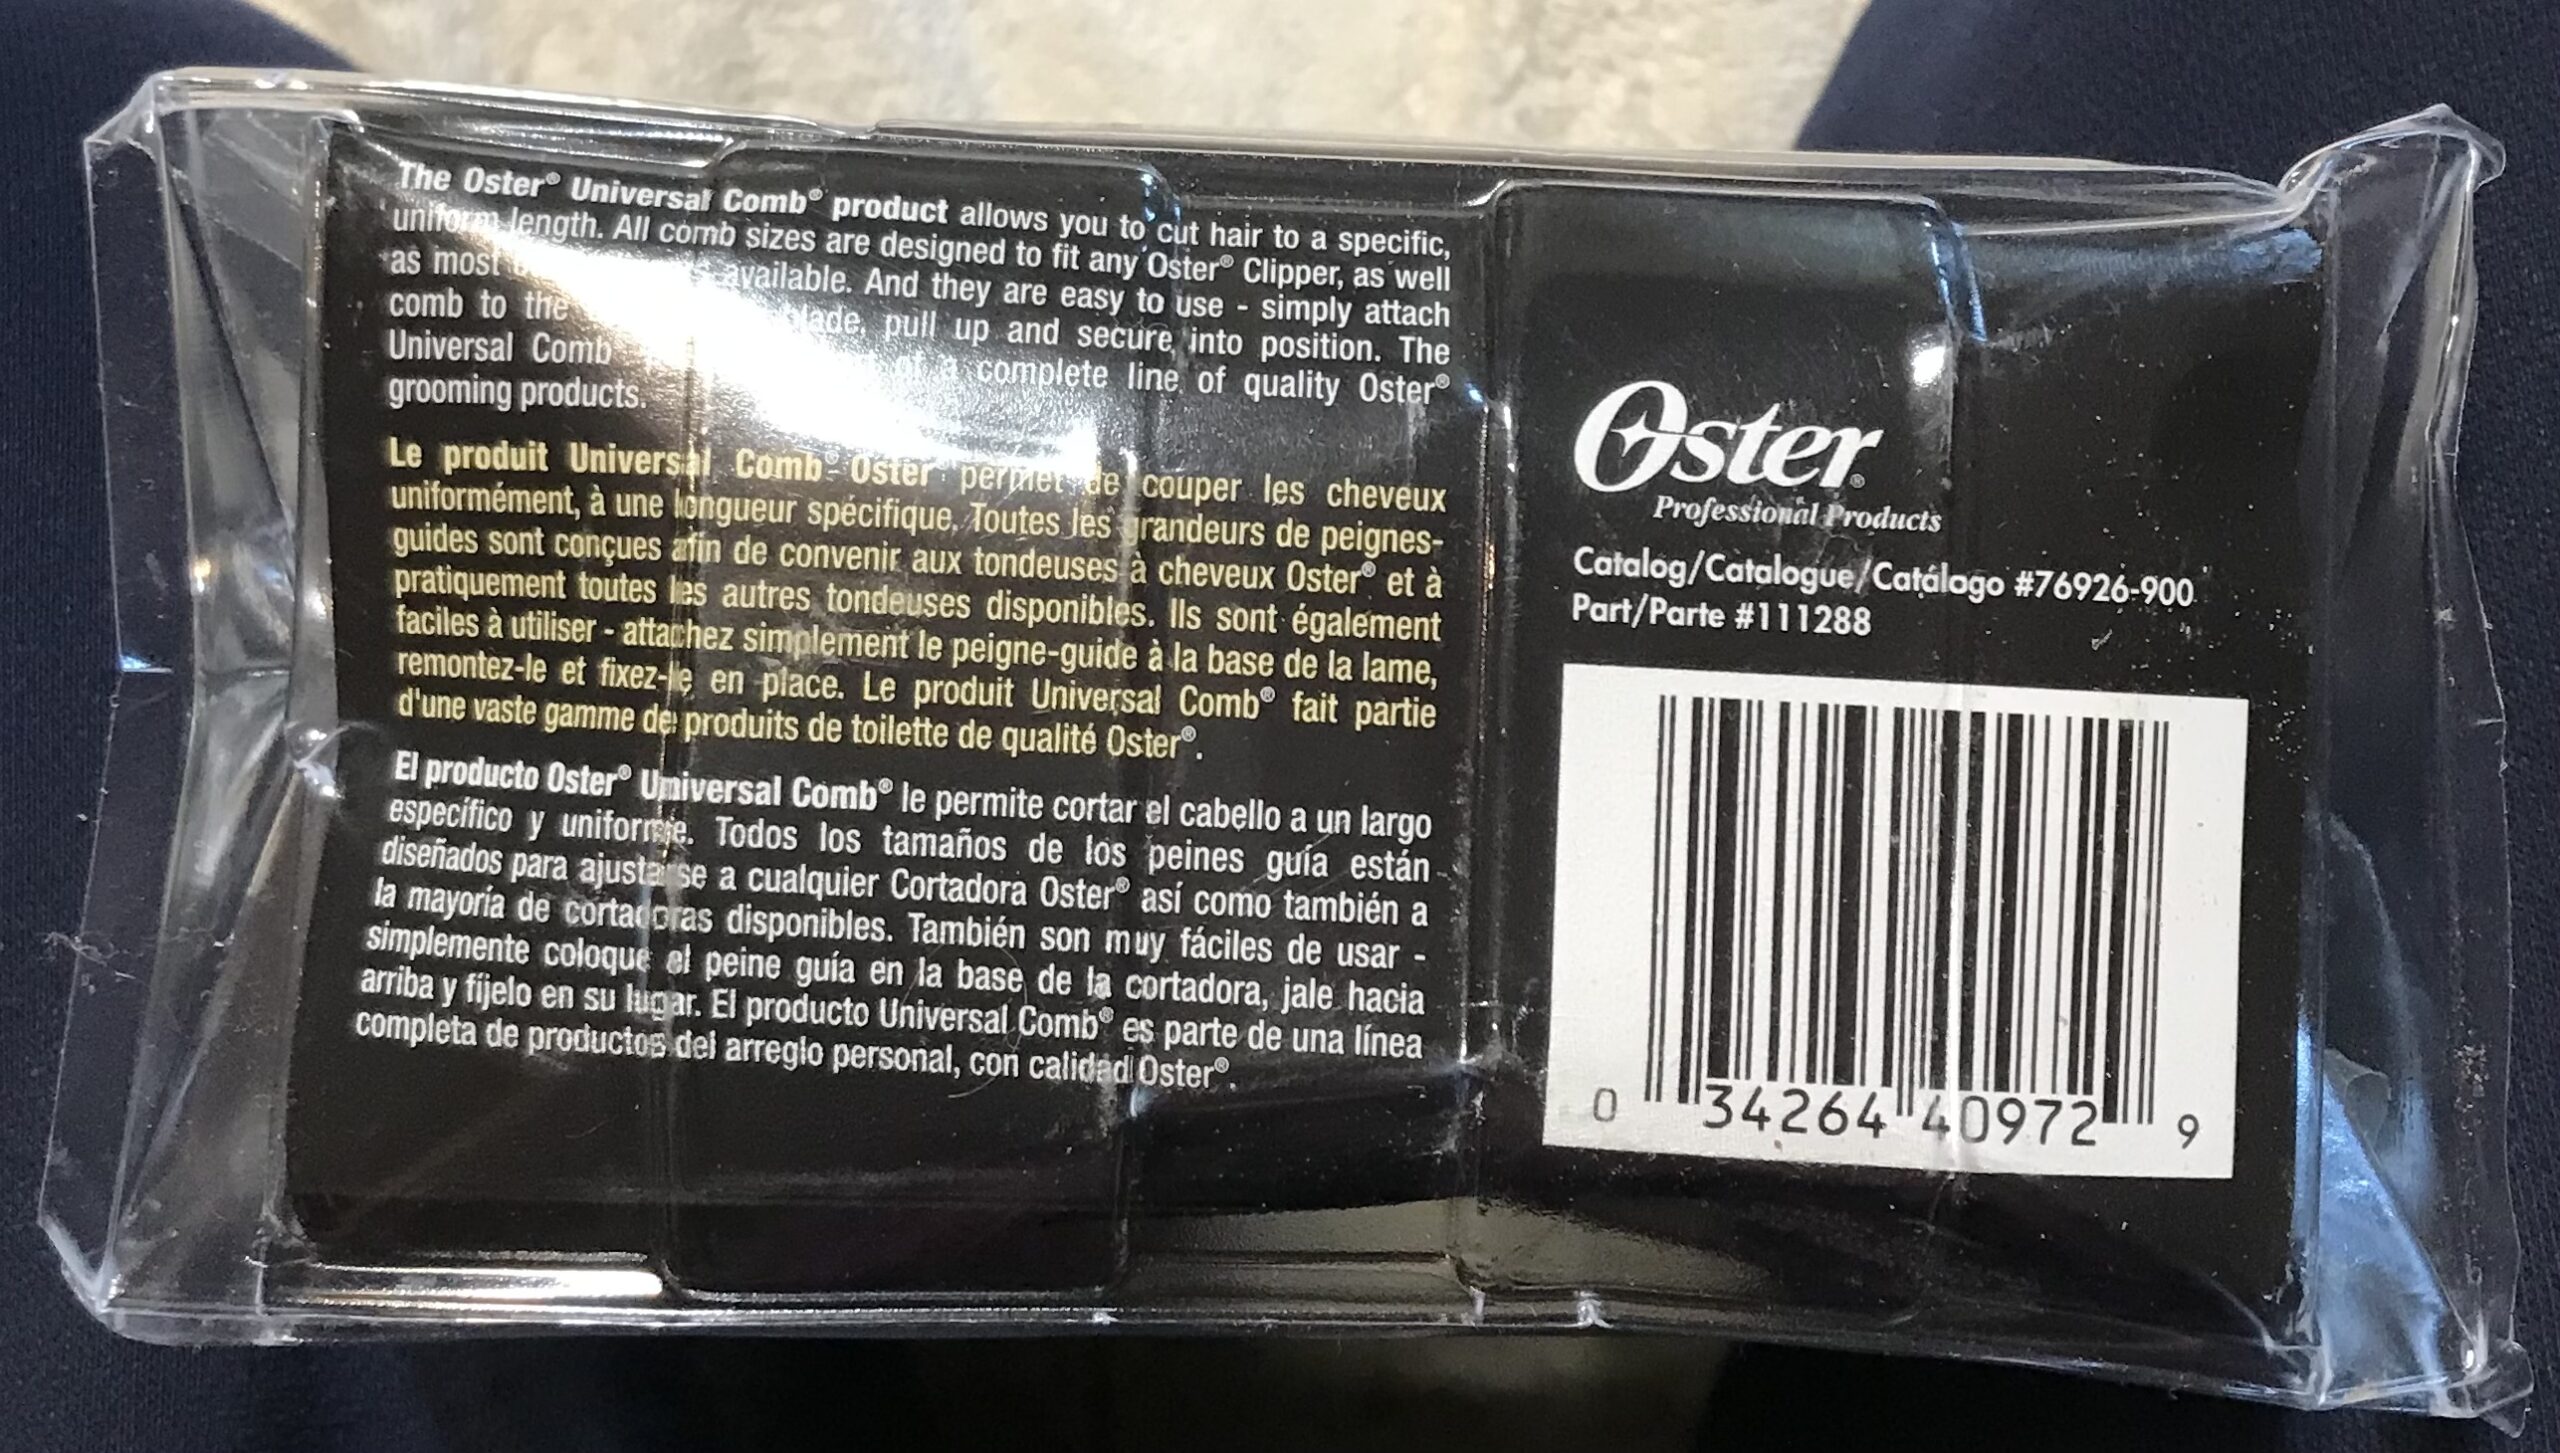 The Oster® Universal Comb® product allows you to cut hair to a specific,
uniform length. All comb sizes are designed to fit any Oster® Clipper, as well
as most available. And they are easy to use - simply attach
comb to the pull up and secure into position. The
Universal Comb of a complete line of quality Oster®
grooming products.
Le produit Universal Comb® Oster permet de couper les cheveux
uniformément, à une longueur spécifique. Toutes les grandeurs de peignes-
guides sont conçues afin de convenir aux tondeuses à cheveux Oster® et à
pratiquement toutes les autres tondeuses disponibles. Ils sont également
faciles à utiliser - attachez simplement le peigne-guide à la base de la lame,
remontez-le et fixez-le en place. Le produit Universal Comb® fait partie
d'une vaste gamme de produits de toilette de qualité Oster®.
El producto Oster® Universal Comb® le permite cortar el cabello a un largo
específico y uniforme. Todos los tamaños de los peines guía están
diseñados para ajustarse a cualquier Cortadora Oster® así como también a
la mayoría de cortadoras disponibles. También son muy fáciles de usar -
simplemente coloque el peine guía en la base de la cortadora, jale hacia
arriba y fíjelo en su lugar. El producto Universal Comb® es parte de una línea
completa de productos del arreglo personal, con calidad Oster®.
Oster®
Professional Products
Catalog/Catalogue/Catálogo #76926-900
Part/Parte #111288
0 34264 40972 9